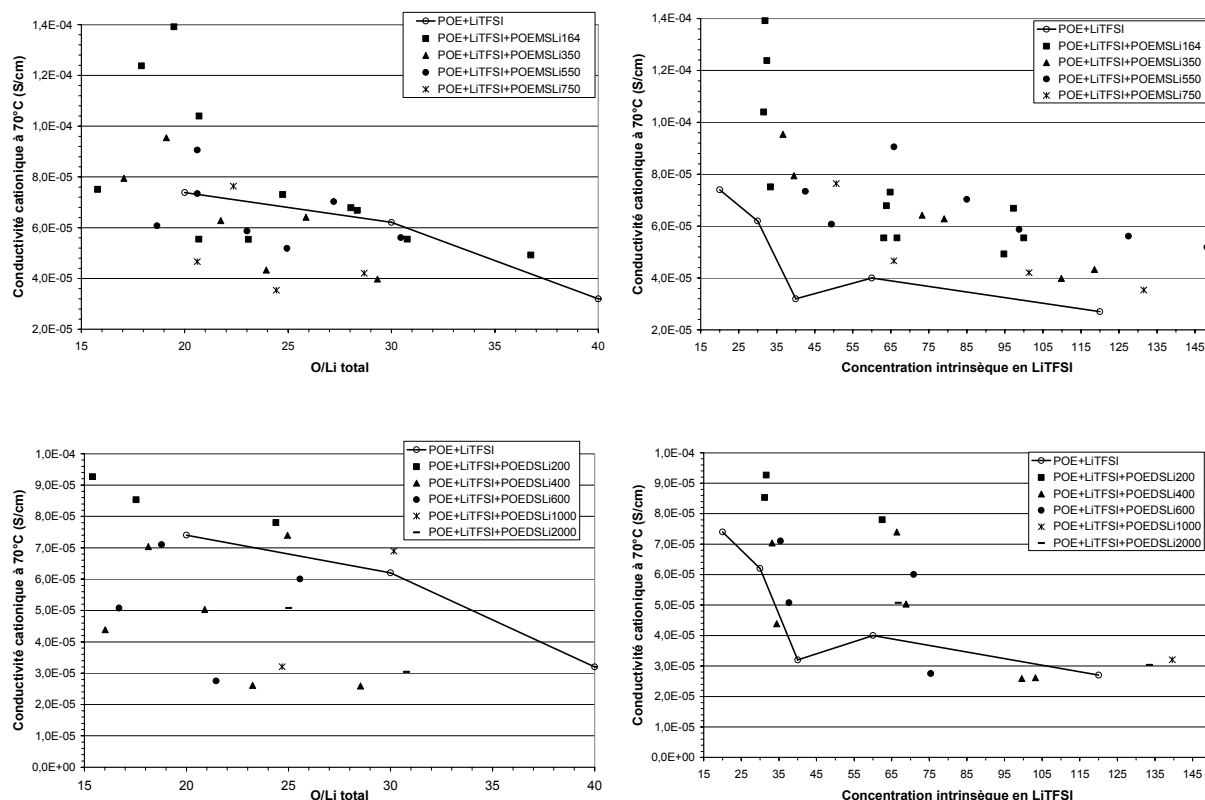 1,4E-04
1,2E-04
1,0E-04
8,0E-05
6,0E-05
4,0E-05
2,0E-05
Conductivité cationique à 70°C (S/cm)
15 20 25 30 35 40
O/Li total
POE+LiTFSI
POE+LiTFSI+POEMSLi164
POE+LiTFSI+POEMSLi350
POE+LiTFSI+POEMSLi550
POE+LiTFSI+POEMSLi750
1,4E-04
1,2E-04
1,0E-04
8,0E-05
6,0E-05
4,0E-05
2,0E-05
Conductivité cationique à 70°C (S/cm)
15 25 35 45 55 65 75 85 95 105 115 125 135 145
Concentration intrinsèque en LiTFSI
POE+LiTFSI
POE+LiTFSI+POEMSLi164
POE+LiTFSI+POEMSLi350
POE+LiTFSI+POEMSLi550
POE+LiTFSI+POEMSLi750
1,0E-04
9,0E-05
8,0E-05
7,0E-05
6,0E-05
5,0E-05
4,0E-05
3,0E-05
2,0E-05
1,0E-05
0,0E+00
Conductivité cationique à 70°C (S/cm)
15 20 25 30 35 40
O/Li total
POE+LiTFSI
POE+LiTFSI+POEDSLi200
POE+LiTFSI+POEDSLi400
POE+LiTFSI+POEDSLi600
POE+LiTFSI+POEDSLi1000
POE+LiTFSI+POEDSLi2000
1,0E-04
9,0E-05
8,0E-05
7,0E-05
6,0E-05
5,0E-05
4,0E-05
3,0E-05
2,0E-05
1,0E-05
0,0E+00
Conductivité cationique à 70°C (S/cm)
15 25 35 45 55 65 75 85 95 105 115 125 135 145
Concentration intrinsèque en LiTFSI
POE+LiTFSI
POE+LiTFSI+POEDSLi200
POE+LiTFSI+POEDSLi400
POE+LiTFSI+POEDSLi600
POE+LiTFSI+POEDSLi1000
POE+LiTFSI+POEDSLi2000